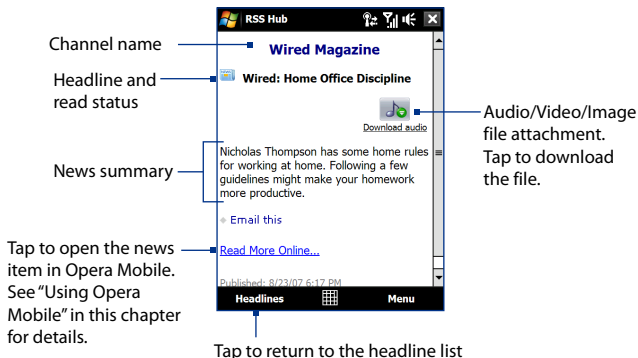 RSS Hub
Channel name
Wired Magazine
Headline and
read status
Wired: Home Office Discipline
Download audio
Audio/Video/Image
file attachment.
Tap to download
the file.
News summary
Nicholas Thompson has some home rules
for working at home. Following a few
guidelines might make your homework
more productive.
Email this
Tap to open the news
item in Opera Mobile.
See “Using Opera
Mobile” in this chapter
for details.
Read More Online...
Published: 8/23/07 6:17 PM
Headlines
Menu
Tap to return to the headline list